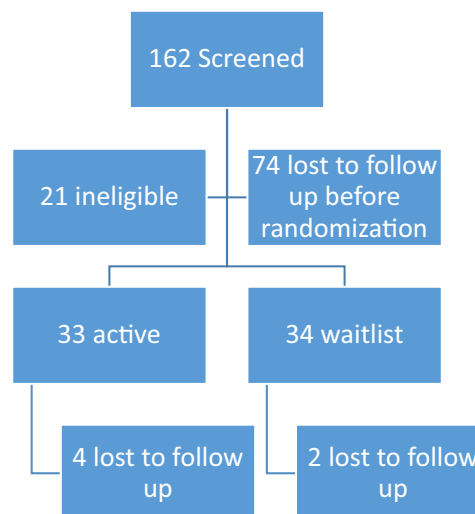 162 Screened
21 ineligible
74 lost to follow
up before
randomization
33 active
34 waitlist
4 lost to follow
up
2 lost to follow
up